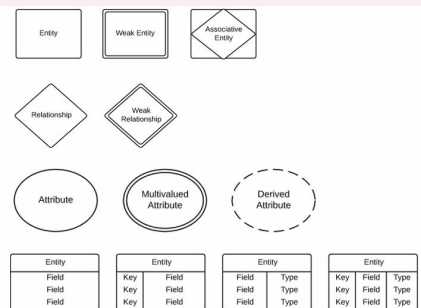 Entity
Weak Entity
Associative
Entity
Relationship
Weak
Relationship
Attribute
Multivalued
Attribute
Derived
Attribute
Entity
Field
Field
Field
Entity
Key Field
Key Field
Key Field
Entity
Field Type
Field Type
Field Type
Entity
Key Field Type
Key Field Type
Key Field Type